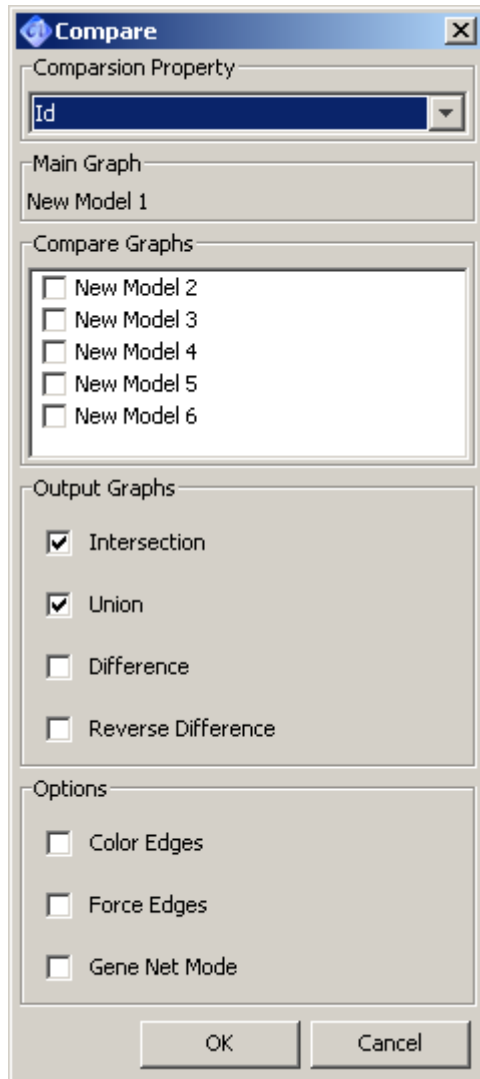 Compare
Comparsion Property
Id
Main Graph
New Model 1
Compare Graphs
New Model 2
New Model 3
New Model 4
New Model 5
New Model 6
Output Graphs
Intersection
Union
Difference
Reverse Difference
Options
Color Edges
Force Edges
Gene Net Mode
OK Cancel